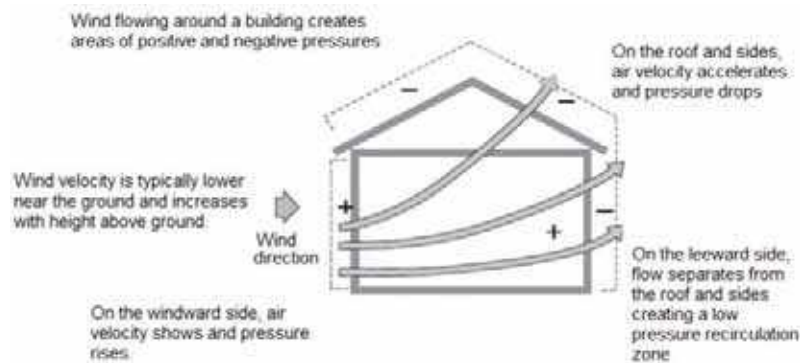 Wind flowing around a building creates
areas of positive and negative pressures
On the roof and sides,
air velocity accelerates
and pressure drops
−
−
Wind velocity is typically lower
near the ground and increases
with height above ground.
+
Wind
direction
−
+
On the leeward side,
flow separates from
the roof and sides
creating a low
pressure recirculation
zone
On the windward side, air
velocity shows and pressure
rises